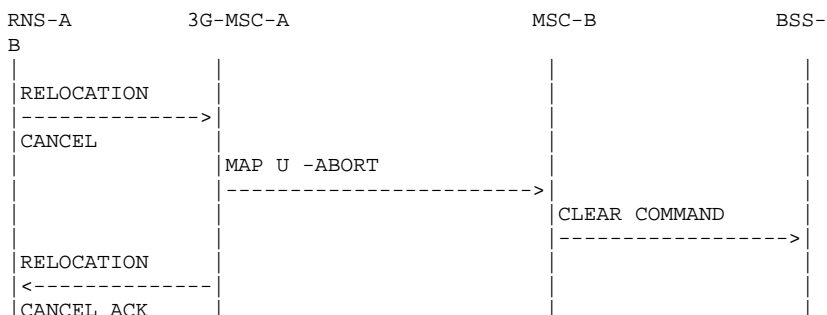 RNS-A 3G-MSC-A MSC-B BSS-
B
RELOCATION
CANCEL
MAP U -ABORT
CLEAR COMMAND
RELOCATION
CANCEL ACK